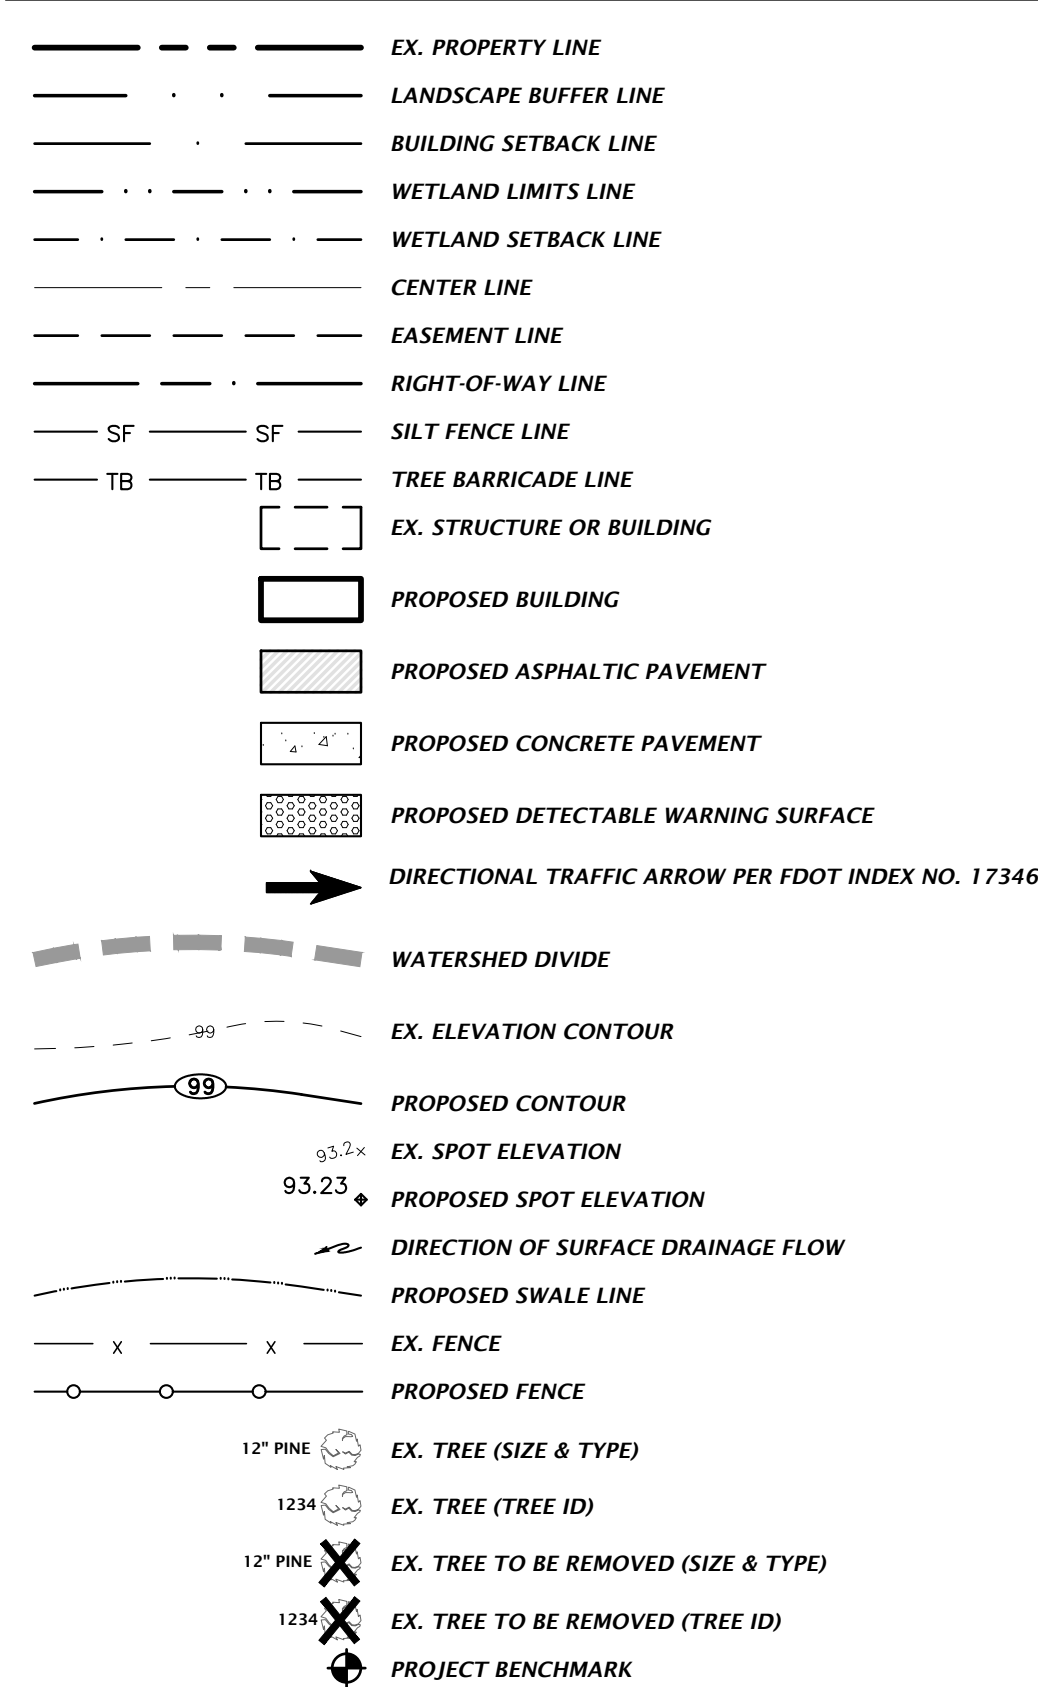 EX. PROPERTY LINE
LANDSCAPE BUFFER LINE
BUILDING SETBACK LINE
WETLAND LIMITS LINE
WETLAND SETBACK LINE
CENTER LINE
EASEMENT LINE
RIGHT-OF-WAY LINE
SF SF SILT FENCE LINE
TB TB TREE BARRICADE LINE
EX. STRUCTURE OR BUILDING
PROPOSED BUILDING
PROPOSED ASPHALTIC PAVEMENT
PROPOSED CONCRETE PAVEMENT
PROPOSED DETECTABLE WARNING SURFACE
DIRECTIONAL TRAFFIC ARROW PER FDOT INDEX NO. 17346
WATERSHED DIVIDE
99 EX. ELEVATION CONTOUR
99 PROPOSED CONTOUR
93.2x EX. SPOT ELEVATION
93.23 PROPOSED SPOT ELEVATION
DIRECTION OF SURFACE DRAINAGE FLOW
PROPOSED SWALE LINE
x x EX. FENCE
PROPOSED FENCE
12" PINE EX. TREE (SIZE & TYPE)
1234 EX. TREE (TREE ID)
12" PINE EX. TREE TO BE REMOVED (SIZE & TYPE)
1234 EX. TREE TO BE REMOVED (TREE ID)
PROJECT BENCHMARK